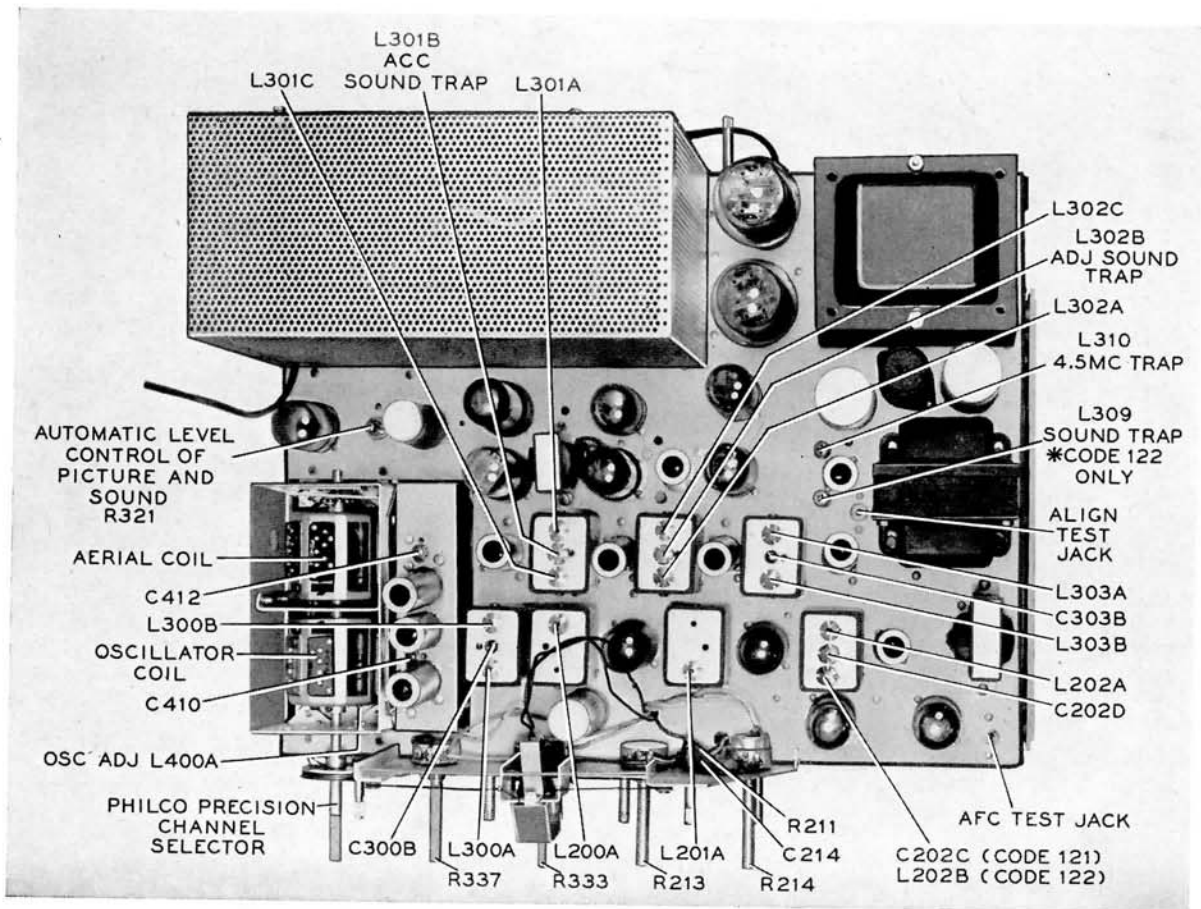 L301B
ACC
SOUND TRAP
L301C
L301A
L302C
L302B
ADJ SOUND
TRAP
L302A
L310
4.5MC TRAP
L309
SOUND TRAP
*CODE 122
ONLY
ALIGN
TEST
JACK
L303A
C303B
L303B
L202A
C202D
AFC TEST JACK
C202C (CODE 121)
L202B (CODE 122)
AUTOMATIC LEVEL
CONTROL OF
PICTURE AND
SOUND
R321
AERIAL COIL
C412
L300B
OSCILLATOR
COIL
C410
OSC ADJ L400A
PHILCO PRECISION
CHANNEL
SELECTOR
C300B
L300A
R337
L200A
R333
L201A
R213
R211
C214
R214